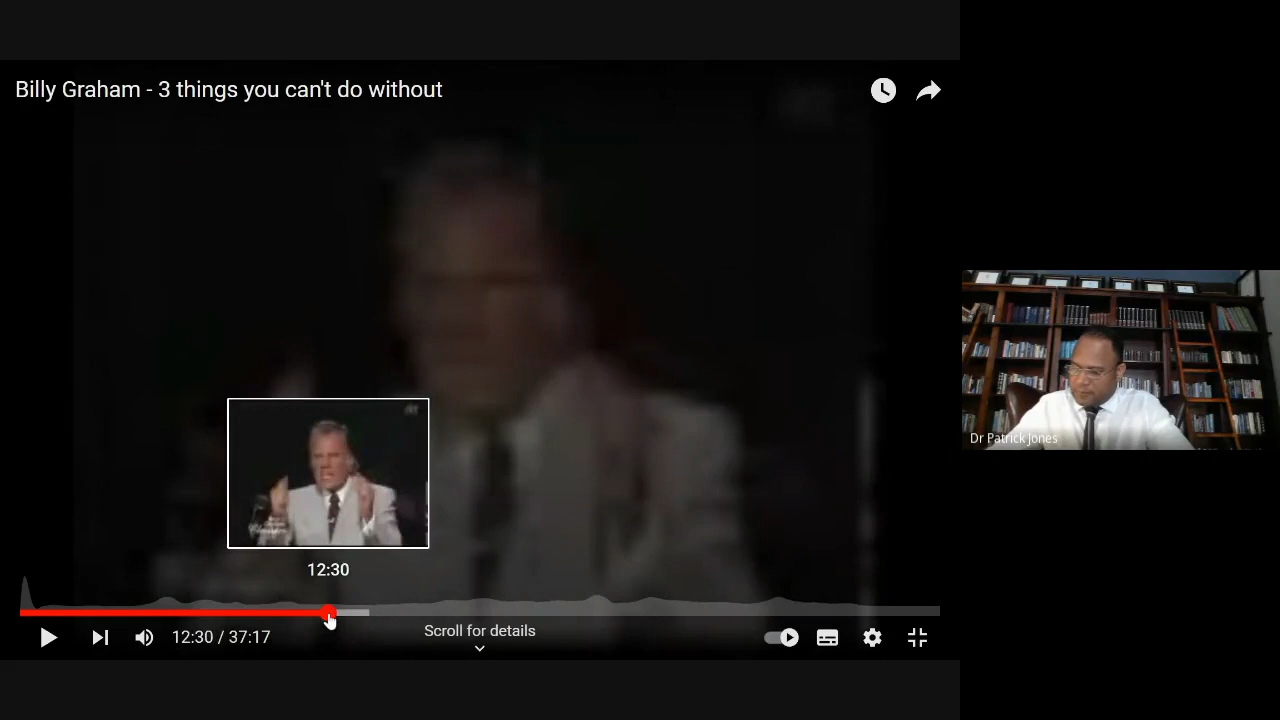 Billy Graham - 3 things you can't do without
12:30
12:30 / 37:17
Scroll for details
Dr Patrick Jones